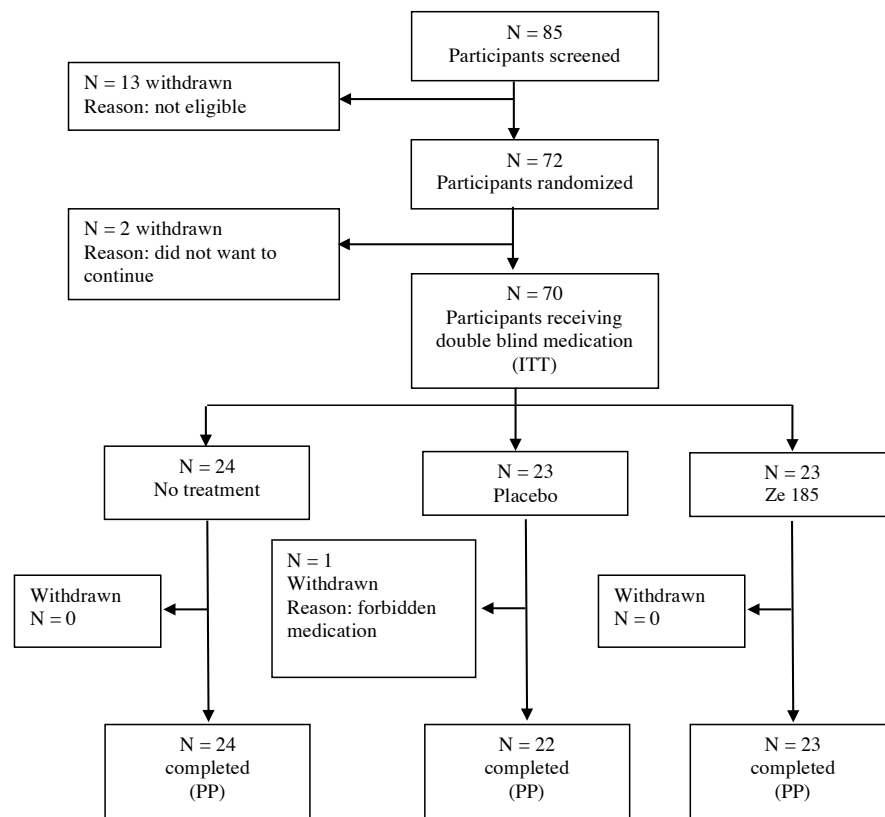 N = 85
Participants screened
N = 13 withdrawn
Reason: not eligible
N = 72
Participants randomized
N = 2 withdrawn
Reason: did not want to
continue
N = 70
Participants receiving
double blind medication
(ITT)
N = 24
No treatment
N = 23
Placebo
N = 23
Ze 185
Withdrawn
N = 0
N = 1
Withdrawn
Reason: forbidden
medication
Withdrawn
N = 0
N = 24
completed
(PP)
N = 22
completed
(PP)
N = 23
completed
(PP)